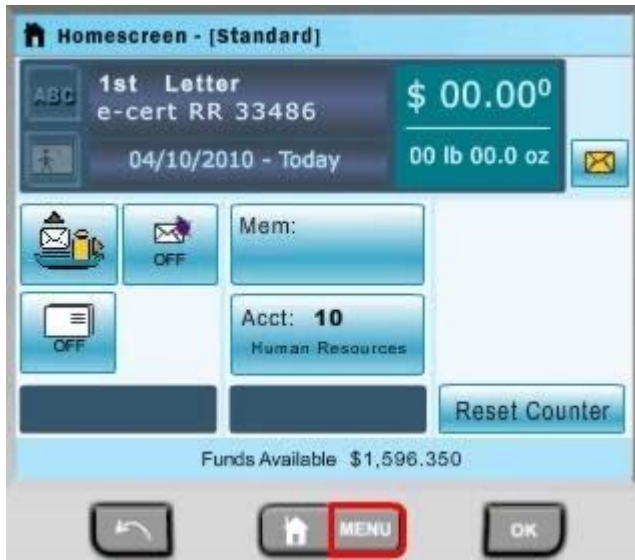 Homescreen - [Standard]
ABC
1st Letter
e-cert RR 33486
$ 00.00⁰
04/10/2010 - Today
00 lb 00.0 oz
OFF
Mem:
OFF
Acct: 10
Human Resources
Reset Counter
Funds Available $1,596.350
MENU
OK